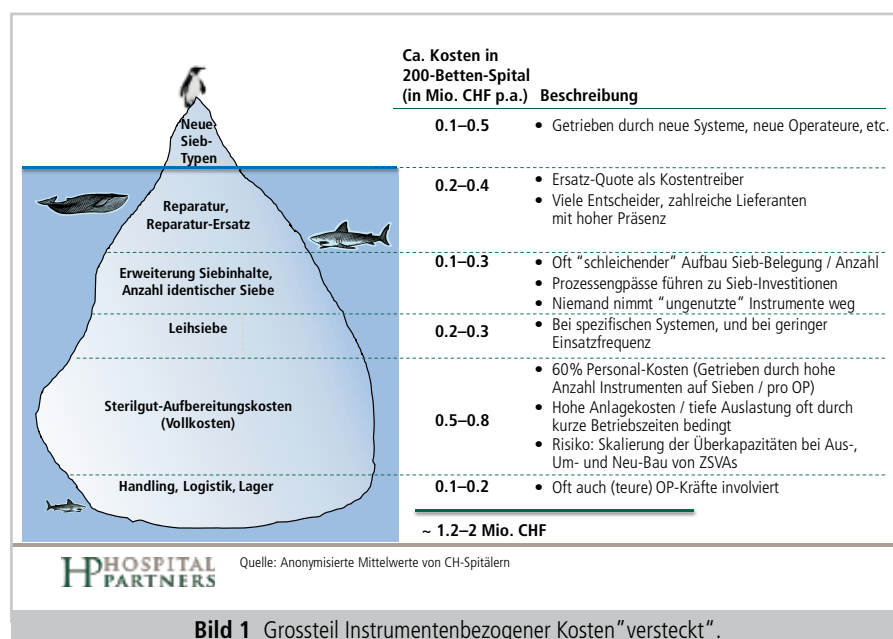 Ca. Kosten in
200-Betten-Spital
(in Mio. CHF p.a.) Beschreibung
Neue
Sieb-
Typen
0.1–0.5
• Getrieben durch neue Systeme, neue Operateure, etc.
Reparatur,
Reparatur-Ersatz
0.2–0.4
• Ersatz-Quote als Kostentreiber
• Viele Entscheider, zahlreiche Lieferanten
mit hoher Präsenz
Erweiterung Siebinhalte,
Anzahl identischer Siebe
0.1–0.3
• Oft “schleichender” Aufbau Sieb-Belegung / Anzahl
• Prozessengpässe führen zu Sieb-Investitionen
• Niemand nimmt “ungenutzte” Instrumente weg
Leihsiebe
0.2–0.3
• Bei spezifischen Systemen, und bei geringer
Einsatzfrequenz
Sterilgut-Aufbereitungskosten
(Vollkosten)
0.5–0.8
• 60% Personal-Kosten (Getrieben durch hohe
Anzahl Instrumenten auf Sieben / pro OP)
• Hohe Anlagekosten / tiefe Auslastung oft durch
kurze Betriebszeiten bedingt
• Risiko: Skalierung der Überkapazitäten bei Aus-,
Um- und Neu-Bau von ZSVAs
Handling, Logistik, Lager
0.1–0.2
• Oft auch (teure) OP-Kräfte involviert
~ 1.2–2 Mio. CHF
HP HOSPITAL
PARTNERS
Quelle: Anonymisierte Mittelwerte von CH-Spitälern
Bild 1 Grossteil Instrumentenbezogener Kosten”versteckt“.